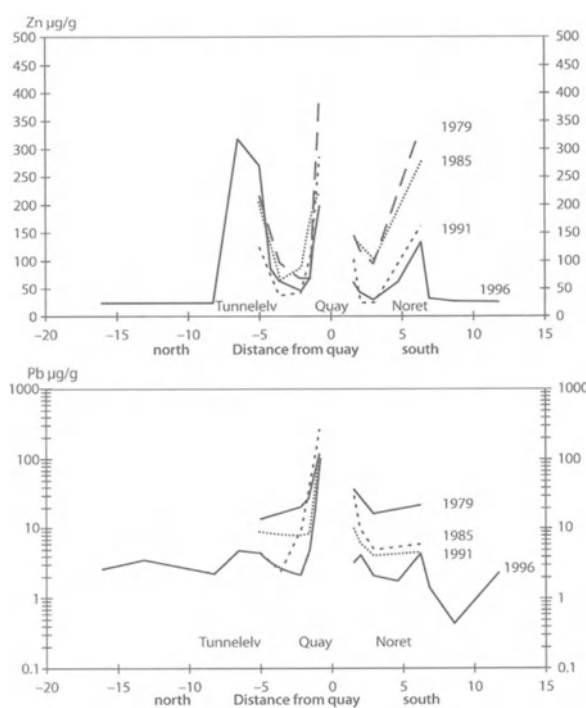 Zn µg/g
500 500
450 450
400 400
350 350
1979
300 300
1985
250 250
200 200
1991
150 150
100 100
50 1996 50
0 Tunnelelv Quay Noret 0
−20 −15 −10 −5 0 5 10 15
north Distance from quay south
Pb µg/g
1000 1000
100 100
1979
10 1985 10
1991
1996
1 1
Tunnelelv Quay Noret
0.1 0.1
−20 −15 −10 −5 0 5 10 15
north Distance from quay south